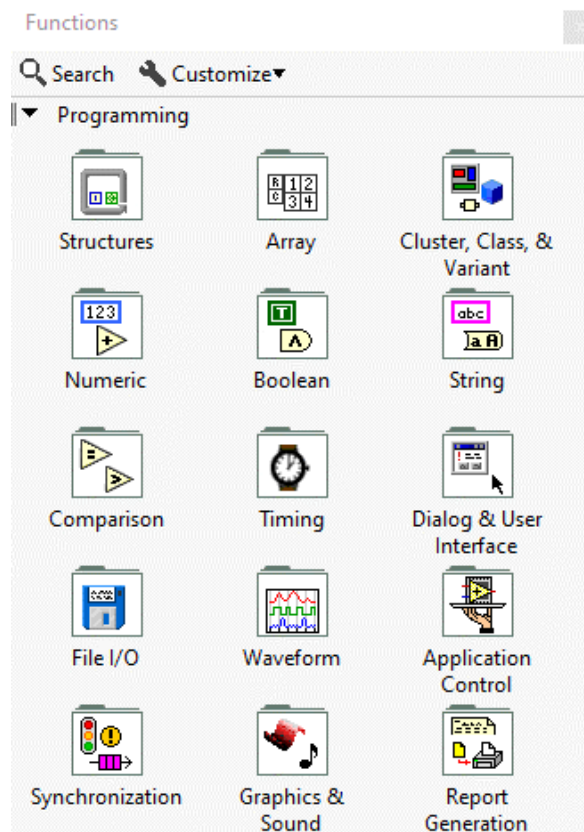 Functions
Search Customize
Programming
Structures Array Cluster, Class, &
Variant
123
abc
Numeric Boolean String
Comparison Timing Dialog & User
Interface
File I/O Waveform Application
Control
Synchronization Graphics & Report
Sound Generation